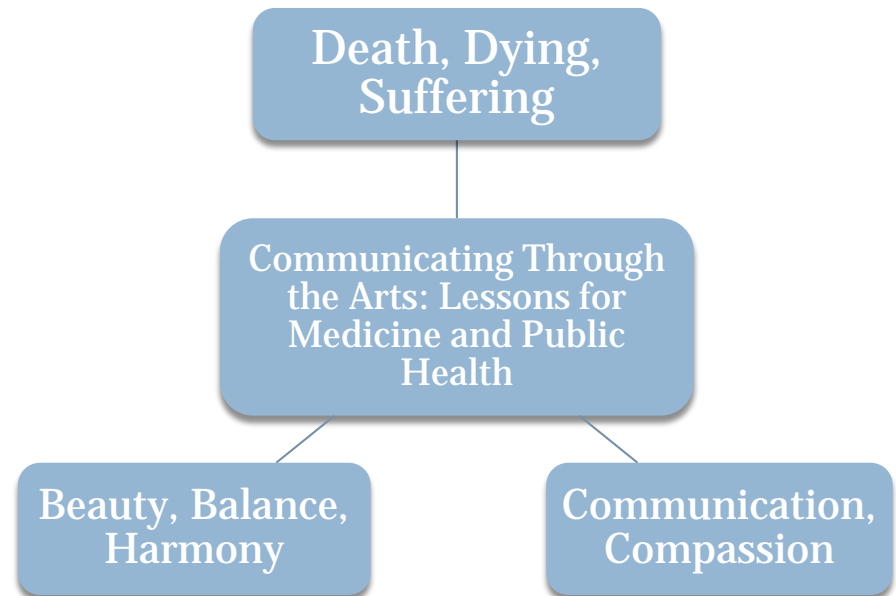 Death, Dying,
Suffering
Communicating Through
the Arts: Lessons for
Medicine and Public
Health
Beauty, Balance,
Harmony
Communication,
Compassion